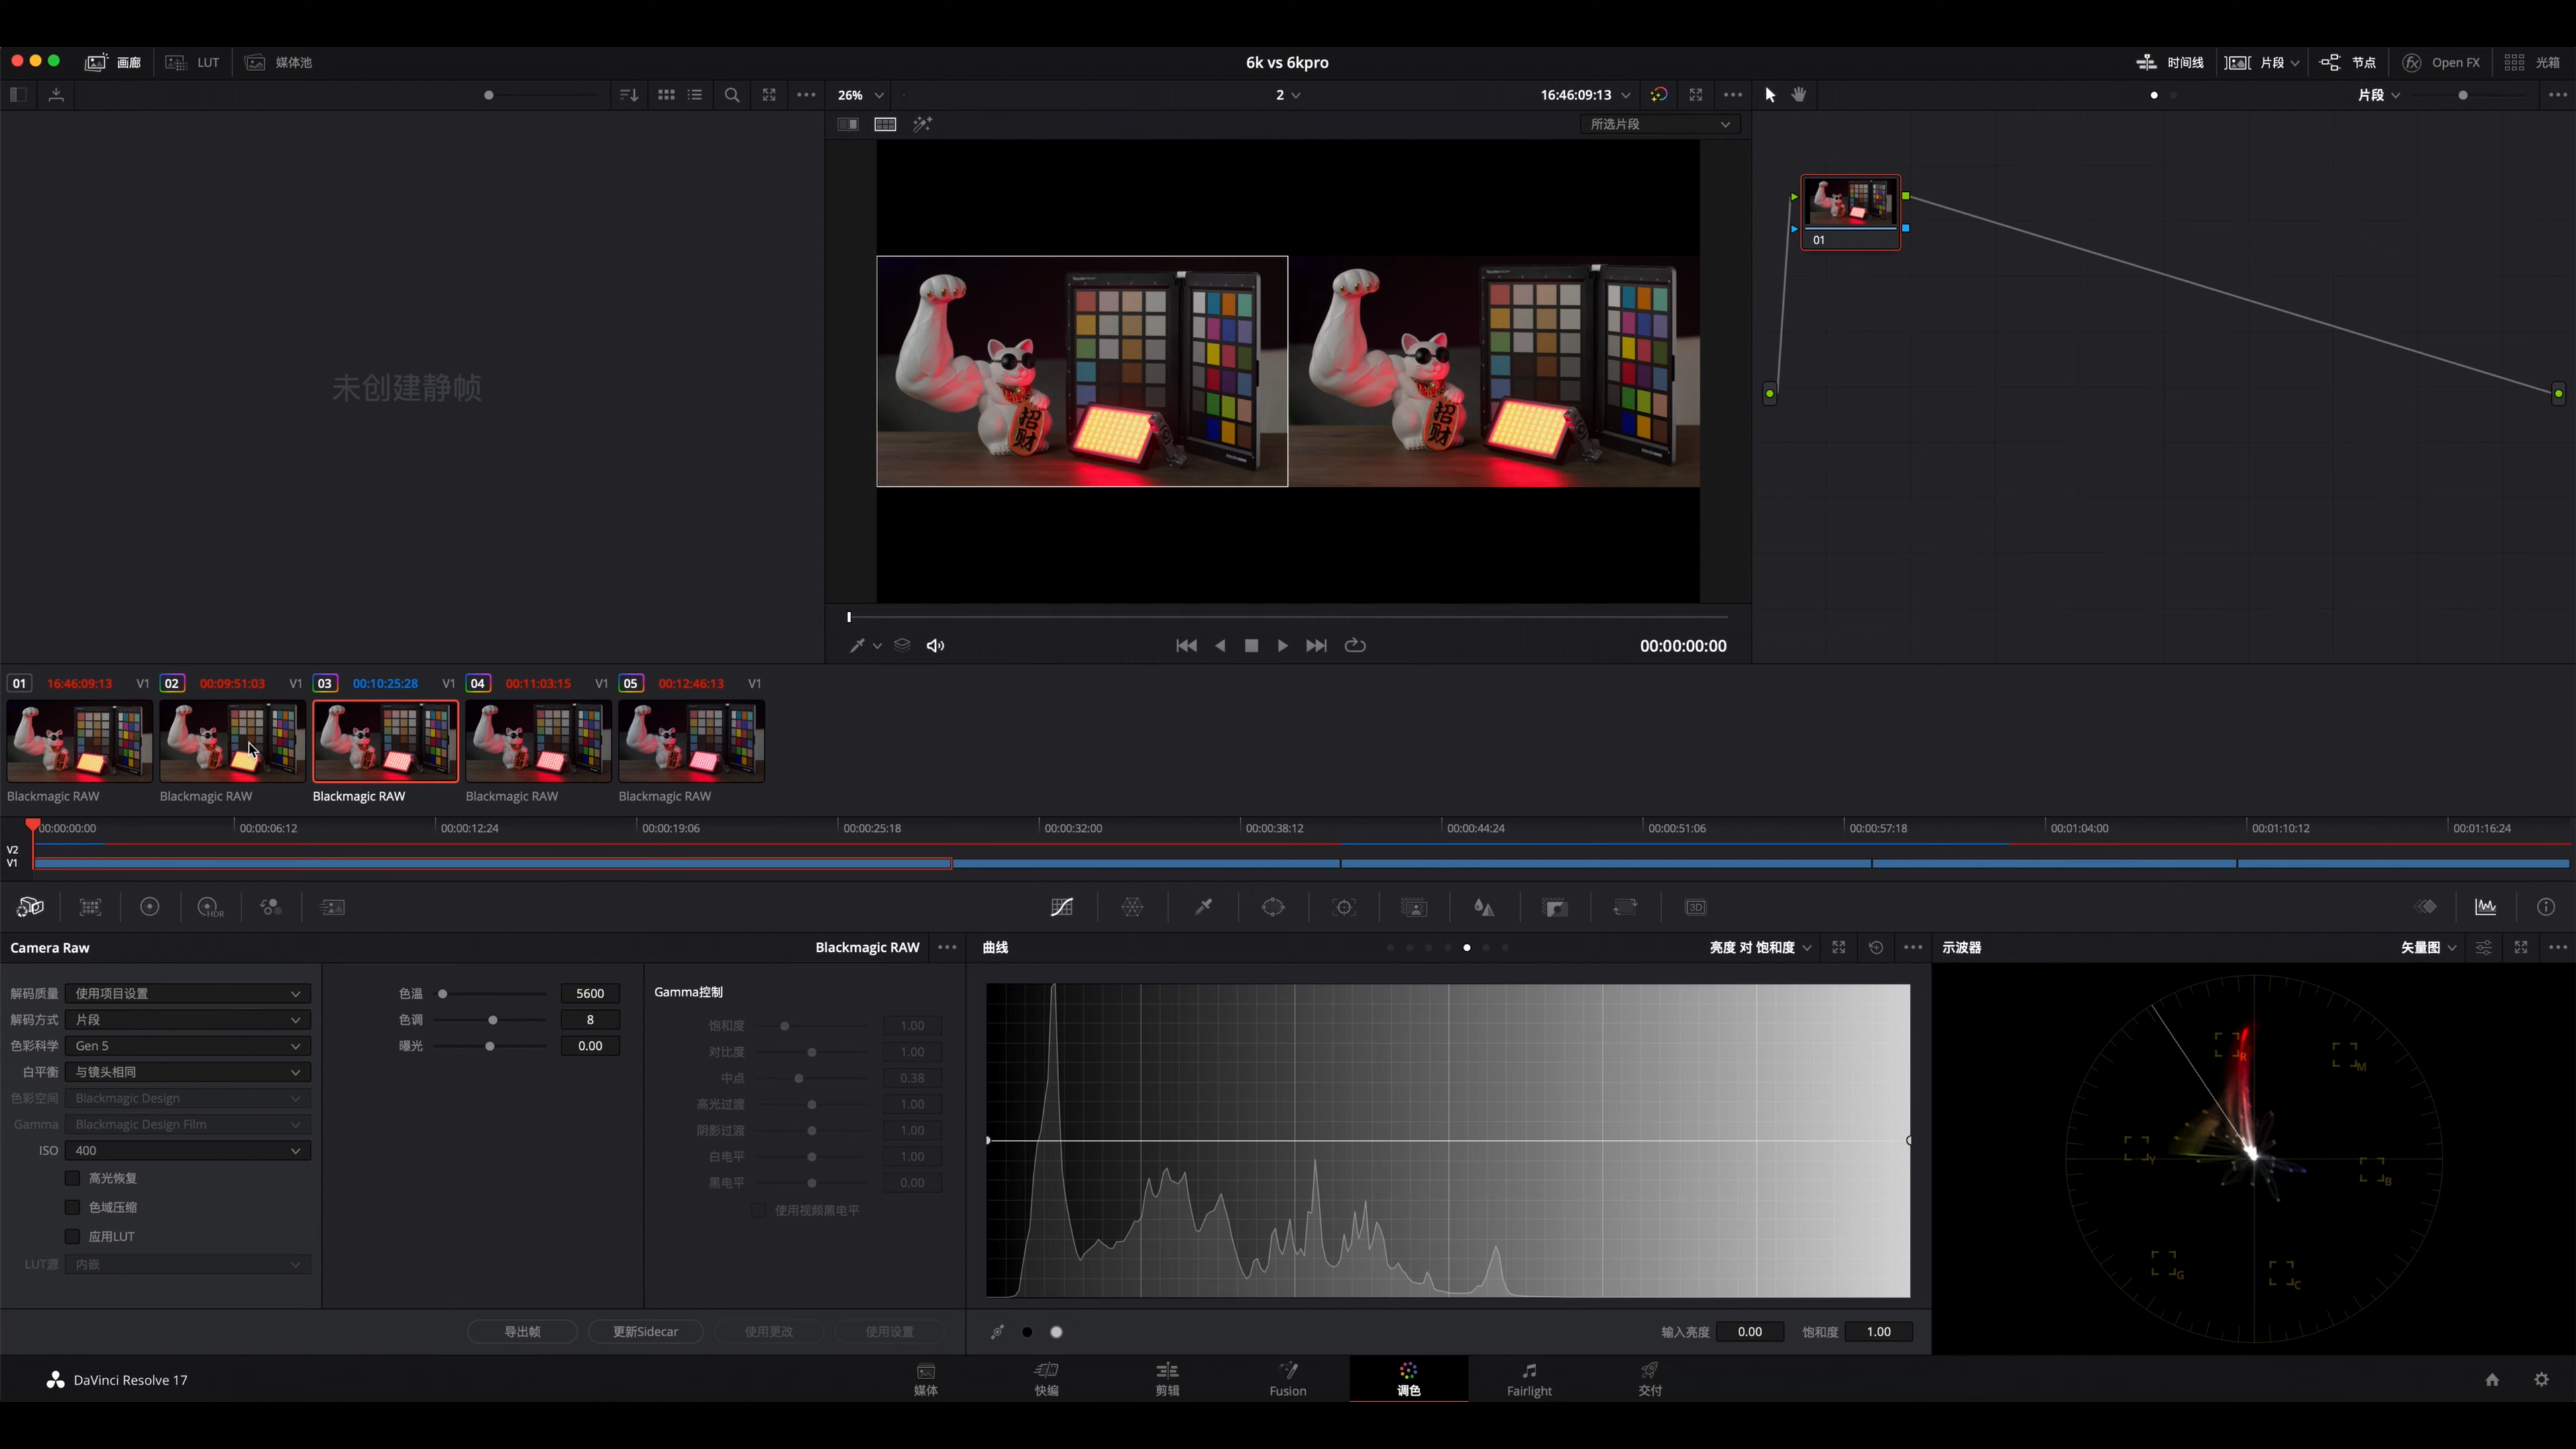 画廊 LUT 媒体池 6k vs 6kpro 时间线 片段 节点 Open FX 光箱
26% 2 16:46:09:13 片段
所选片段
未创建静帧
招财
01
00:00:00:00
01 16:46:09:13 V1 02 00:09:51:03 V1 03 00:10:25:28 V1 04 00:11:03:15 V1 05 00:12:46:13 V1
Blackmagic RAW Blackmagic RAW Blackmagic RAW Blackmagic RAW Blackmagic RAW
00:00:00:00 00:00:06:12 00:00:12:24 00:00:19:06 00:00:25:18 00:00:32:00 00:00:38:12 00:00:44:24 00:00:51:06 00:00:57:18 00:01:04:00 00:01:10:12 00:01:16:24
V2
V1
HDR 3D
Camera Raw Blackmagic RAW 曲线 亮度 对 饱和度 示波器 矢量图
解码质量 使用项目设置 色温 5600 Gamma控制
解码方式 片段 色调 8 饱和度 1.00
色彩科学 Gen 5 曝光 0.00 对比度 1.00
白平衡 与镜头相同 中点 0.38
色彩空间 Blackmagic Design 高光过渡 1.00
Gamma Blackmagic Design Film 阴影过渡 1.00
ISO 400 白电平 1.00
高光恢复 黑电平 0.00
色域压缩 使用视频黑电平
应用LUT
LUT源 内嵌
R M
Y B
G C
导出帧 更新Sidecar 使用更改 使用设置 输入亮度 0.00 饱和度 1.00
DaVinci Resolve 17 媒体 快编 剪辑 Fusion 调色 Fairlight 交付